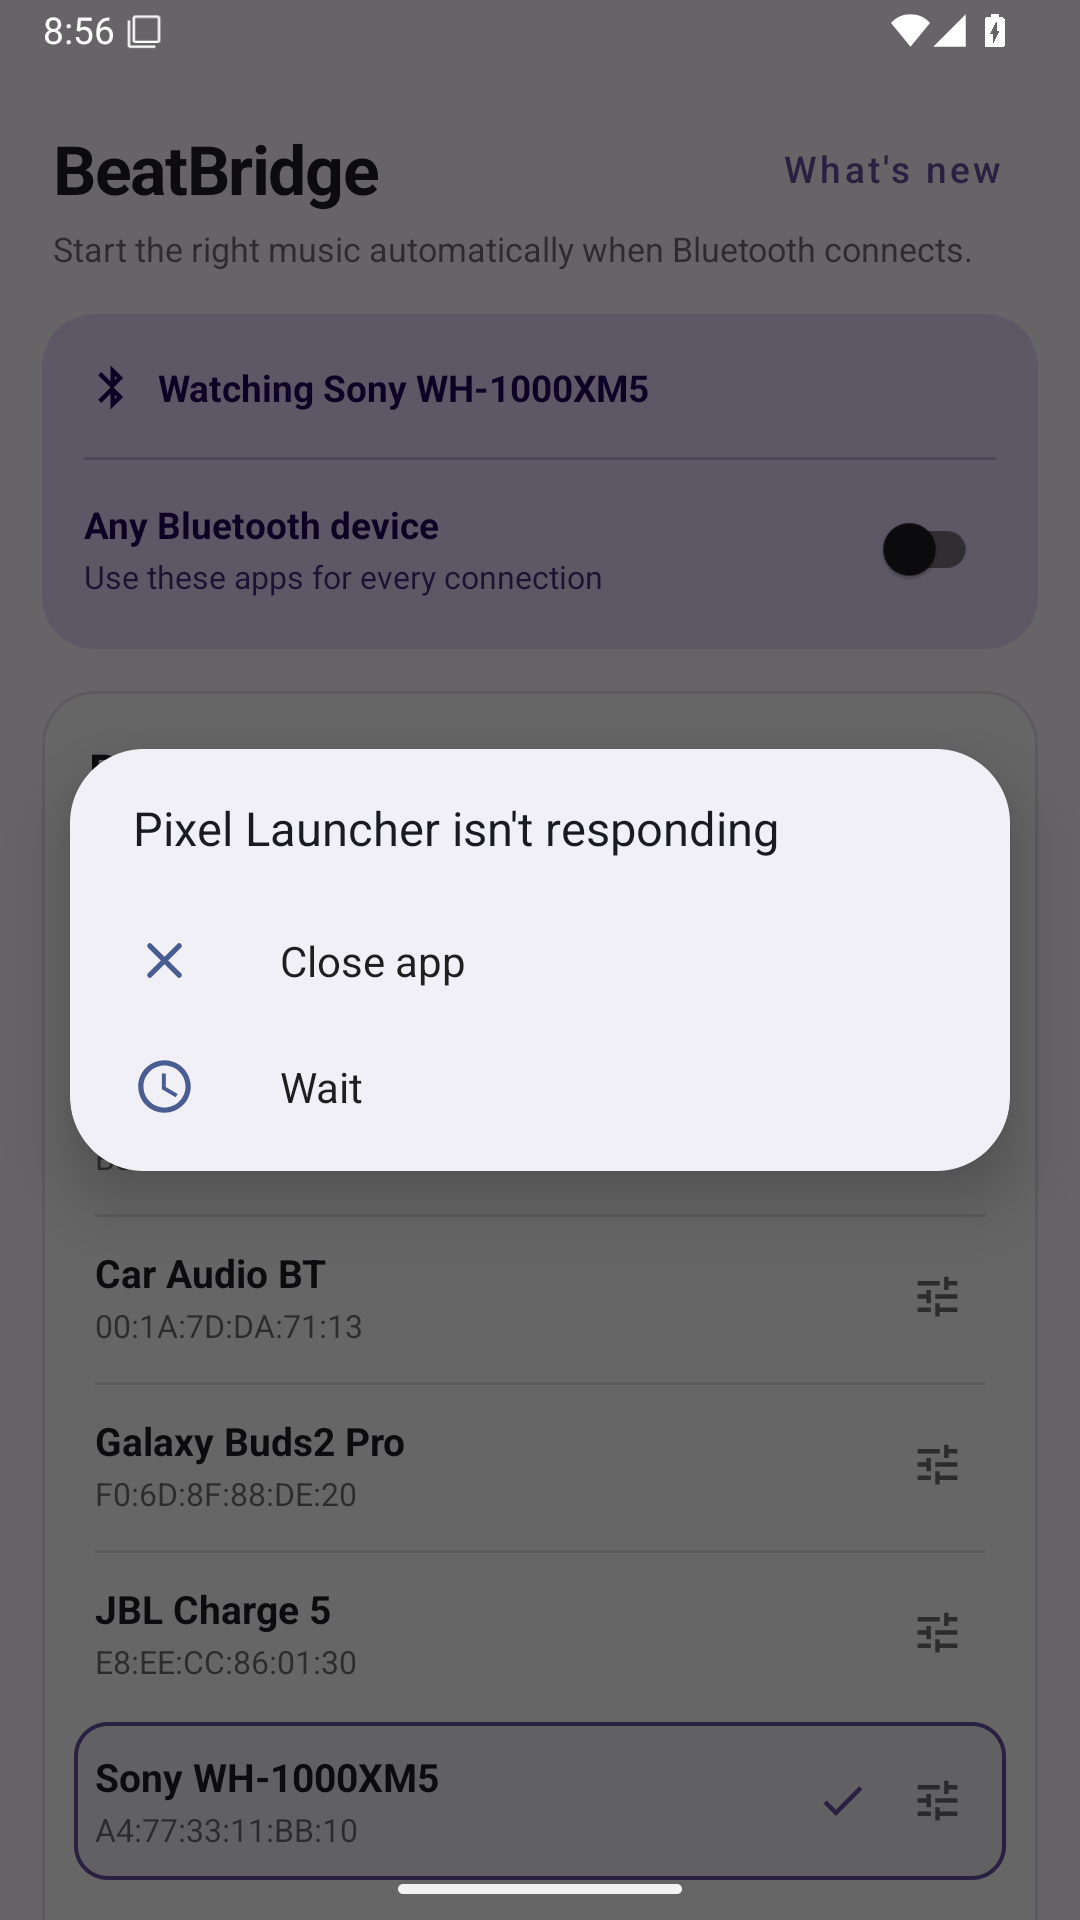 8:56
BeatBridge
What's new
Start the right music automatically when Bluetooth connects.
Watching Sony WH-1000XM5
Any Bluetooth device
Use these apps for every connection
Pixel Launcher isn't responding
Close app
Wait
Car Audio BT
00:1A:7D:DA:71:13
Galaxy Buds2 Pro
F0:6D:8F:88:DE:20
JBL Charge 5
E8:EE:CC:86:01:30
Sony WH-1000XM5
A4:77:33:11:BB:10